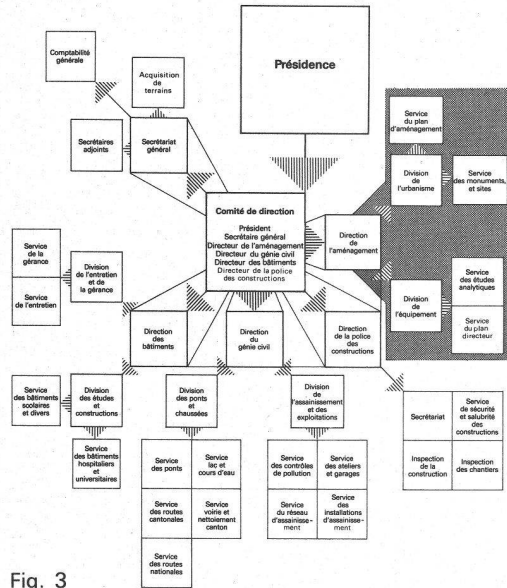 Présidence
Comptabilité
générale
Acquisition
de
terrains
Secrétaires
adjoints
Secrétariat
général
Service
du plan
d'aménagement
Division
de
l'urbanisme
Service
des monuments,
et sites
Comité de direction
Président
Secrétaire général
Directeur de l'aménagement
Directeur du génie civil
Directeur des bâtiments
Directeur de la police
des constructions
Direction
de
l'aménagement
Service
de la
gérance
Service
de l'entretien
Division
de l'entretien
et de
la gérance
Division
de
l'équipement
Service
des études
analytiques
Service
du plan
directeur
Direction
des
bâtiments
Direction
du
génie civil
Direction
de la police
des
constructions
Service
des bâtiments
scolaires
et divers
Division
des études
et
constructions
Service
des bâtiments
hospitaliers
et
universitaires
Division
des ponts
et
chaussées
Division
de
l'assainissement
et des
exploitations
Secrétariat
Service
de sécurité
et salubrité
des
constructions
Inspection
de la
construction
Inspection
des chantiers
Service
des ponts
Service
lac et
cours d'eau
Service
des routes
cantonales
Service
voirie et
nettoiement
canton
Service
des routes
nationales
Service
des contrôles
de pollution
Service
des ateliers
et garages
Service
du réseau
d'assainisse-
ment
Service
des
installations
d'assainisse-
ment
Fig. 3